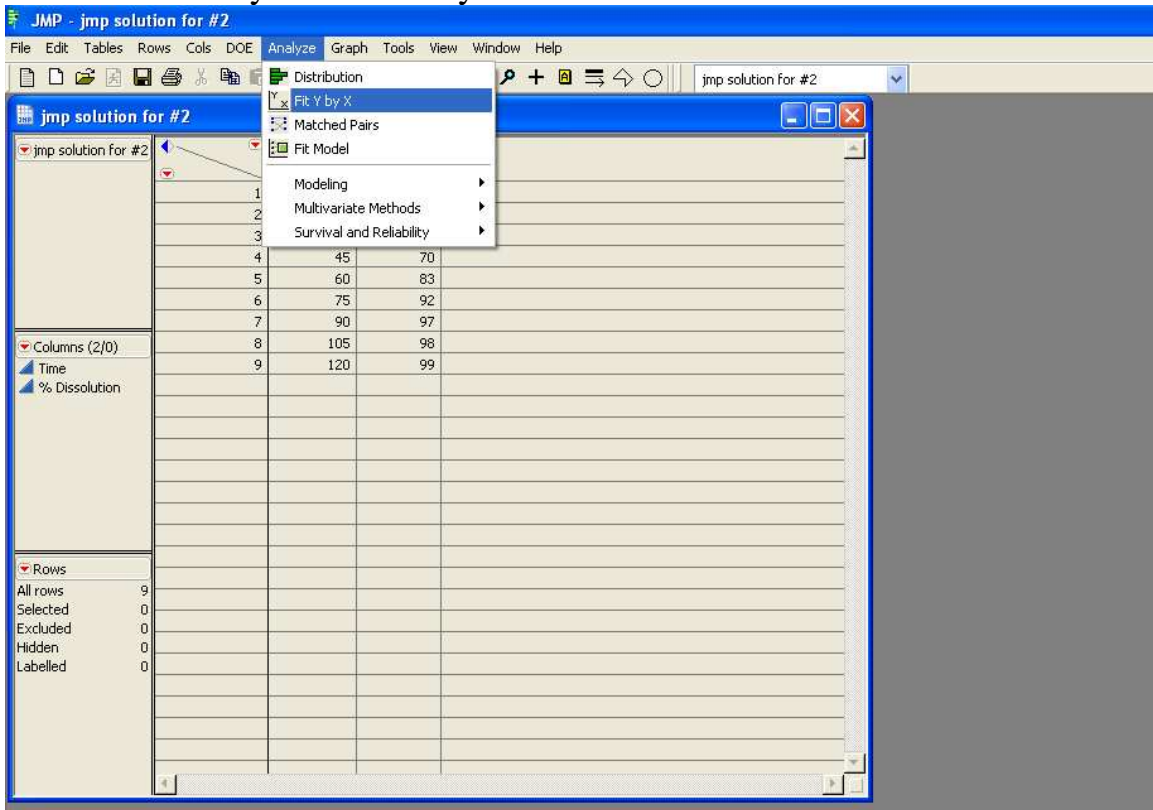 JMP - jmp solution for #2
File Edit Tables Rows Cols DOE Analyze Graph Tools View Window Help
Distribution
jmp solution for #2
Y x Fit Y by X
jmp solution for #2
Matched Pairs
jmp solution for #2
Fit Model
Modeling
1
Multivariate Methods
2
Survival and Reliability
3
4 45 70
5 60 83
6 75 92
7 90 97
Columns (2/0)
8 105 98
Time
9 120 99
% Dissolution
Rows
All rows 9
Selected 0
Excluded 0
Hidden 0
Labelled 0